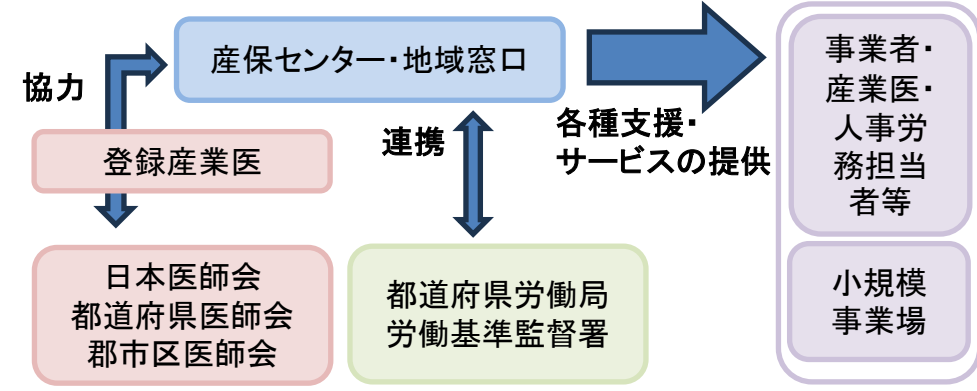 産保センター・地域窓口
協力
登録産業医
日本医師会
都道府県医師会
郡市区医師会
連携
都道府県労働局
労働基準監督署
各種支援・
サービスの提供
事業者・
産業医・
人事労
務担当
者等
小規模
事業場